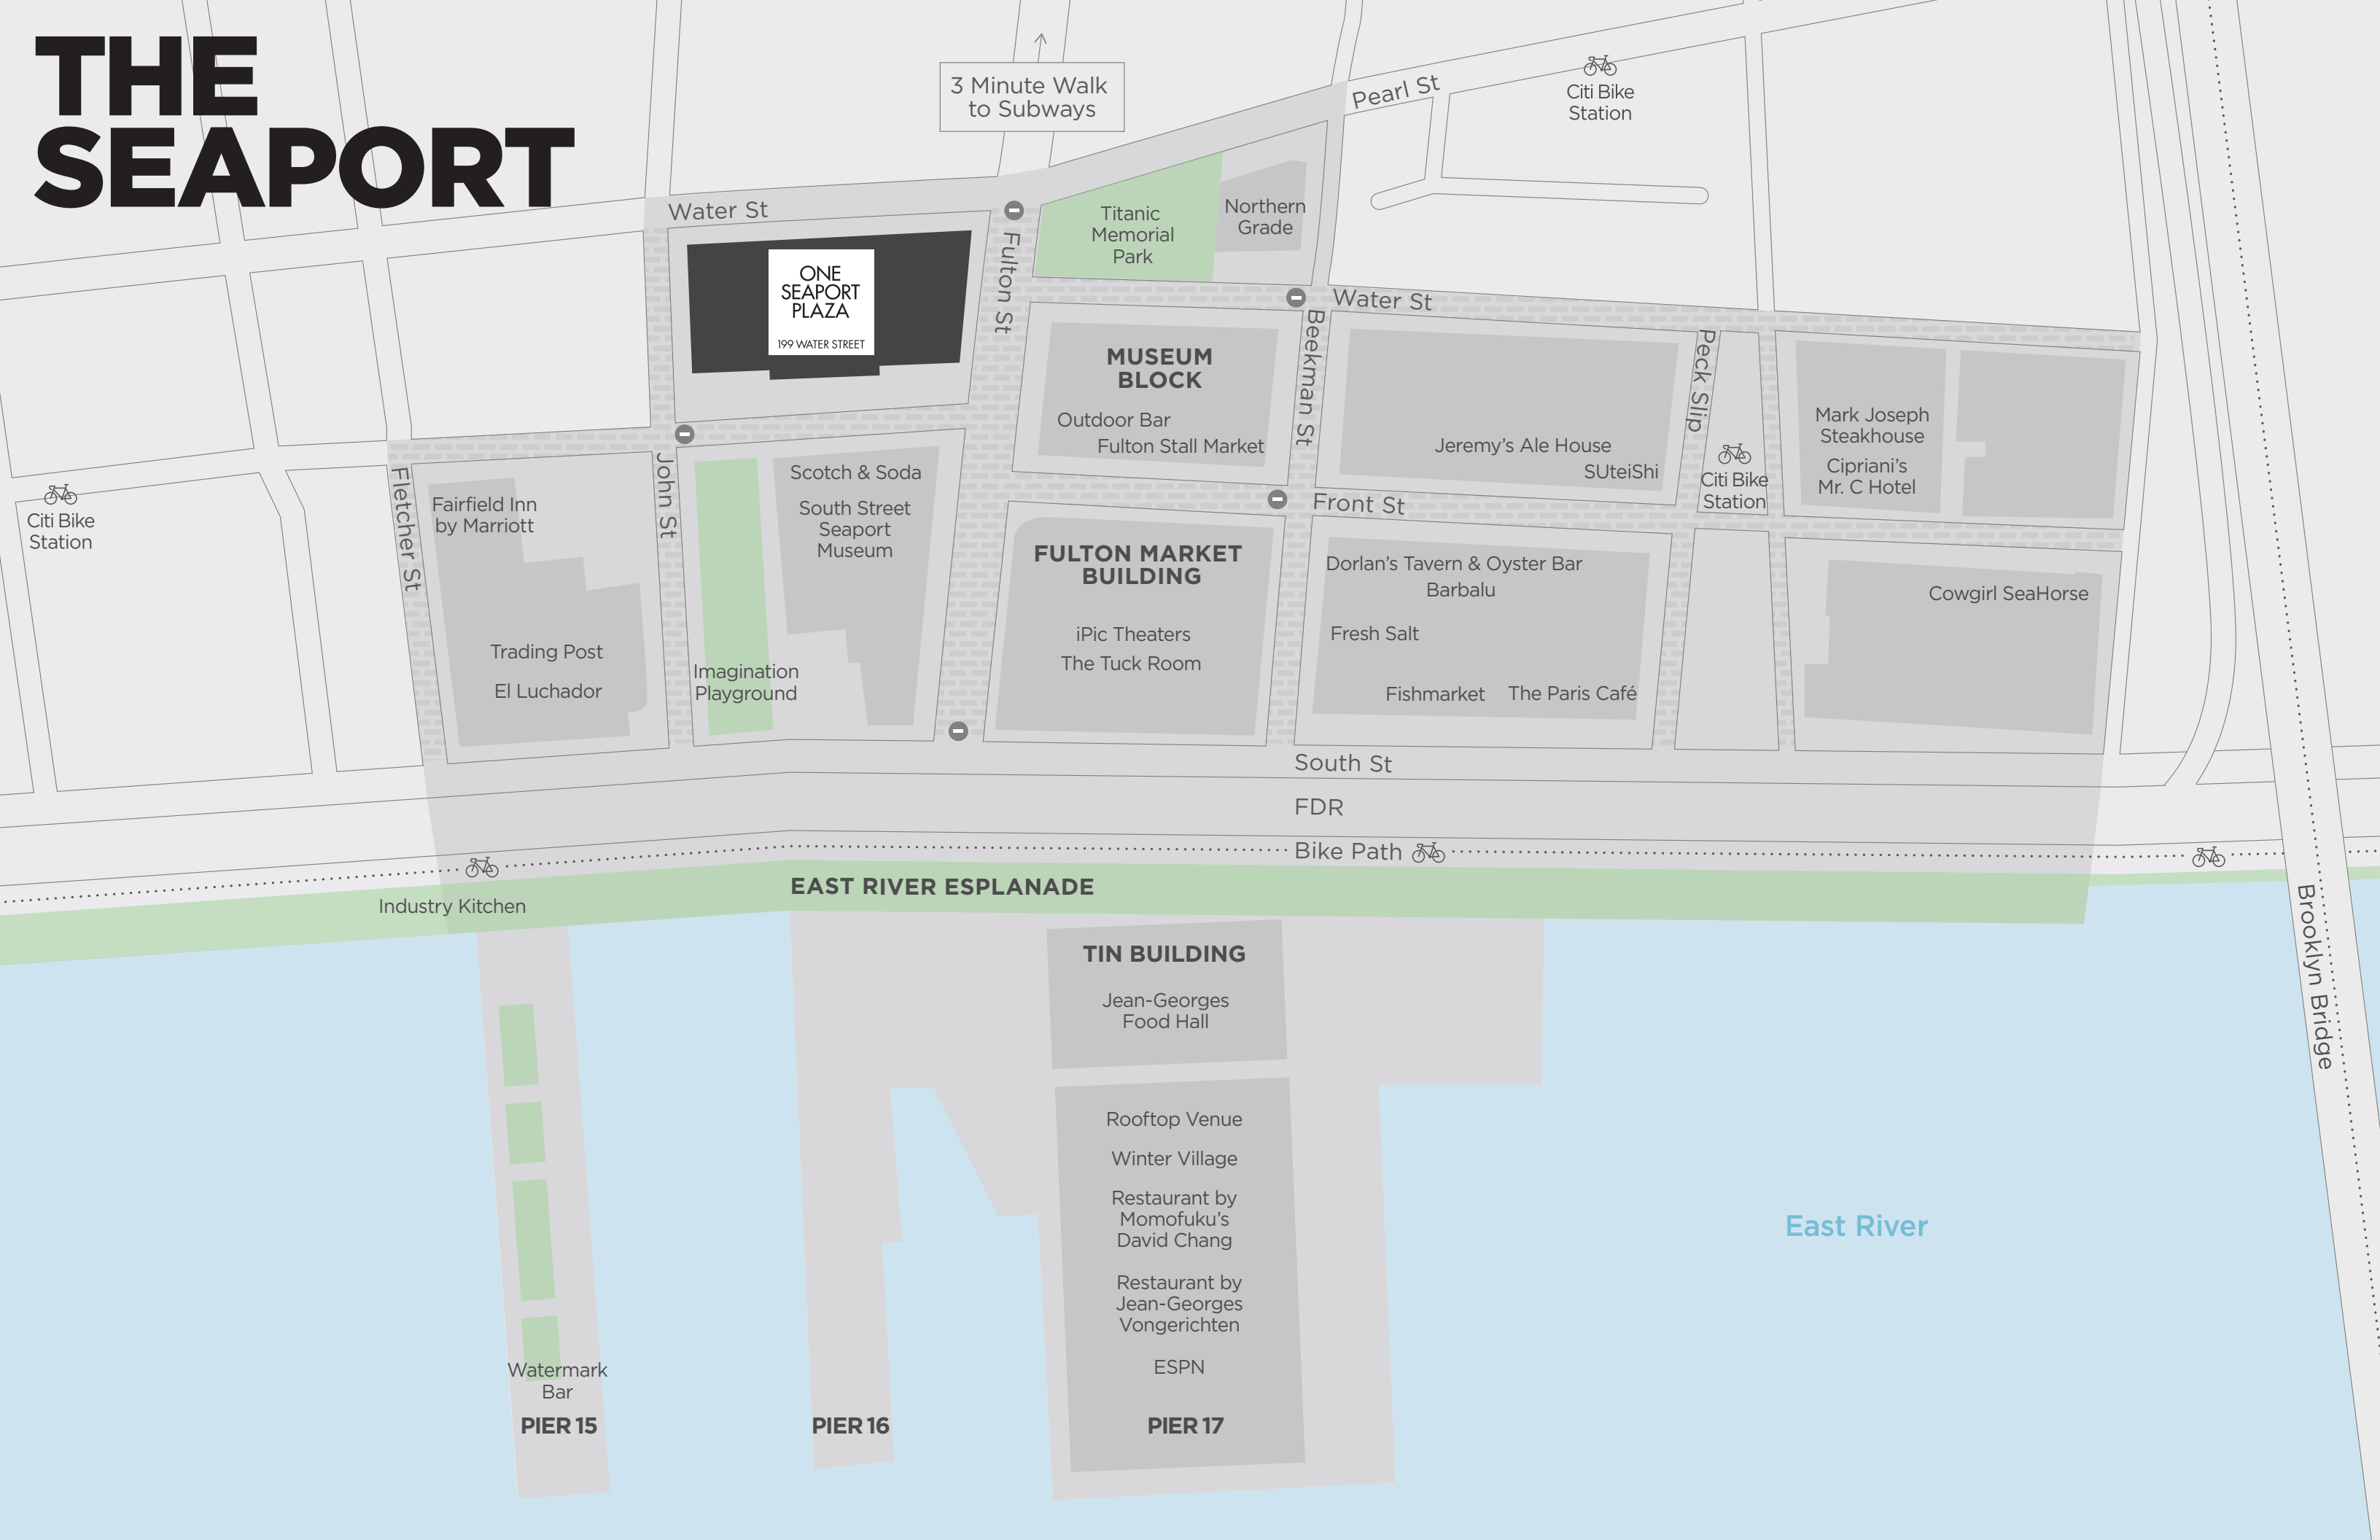 THE
SEAPORT
3 Minute Walk
to Subways
Pearl St
Citi Bike
Station
Water St
Fulton St
Titanic
Memorial
Park
Northern
Grade
ONE
SEAPORT
PLAZA
199 WATER STREET
Water St
Beekman St
Peck Slip
MUSEUM
BLOCK
Outdoor Bar
Fulton Stall Market
Jeremy's Ale House
SUteiShi
Citi Bike
Station
Mark Joseph
Steakhouse
Cipriani's
Mr. C Hotel
Citi Bike
Station
Fletcher St
Fairfield Inn
by Marriott
Trading Post
El Luchador
John St
Imagination
Playground
Scotch & Soda
South Street
Seaport
Museum
Front St
FULTON MARKET
BUILDING
iPic Theaters
The Tuck Room
Dorlan's Tavern & Oyster Bar
Barbalu
Fresh Salt
Fishmarket
The Paris Café
Cowgirl SeaHorse
South St
FDR
Bike Path
EAST RIVER ESPLANADE
Industry Kitchen
Brooklyn Bridge
TIN BUILDING
Jean-Georges
Food Hall
Rooftop Venue
Winter Village
Restaurant by
Momofuku's
David Chang
Restaurant by
Jean-Georges
Vongerichten
ESPN
East River
Watermark
Bar
PIER 15
PIER 16
PIER 17